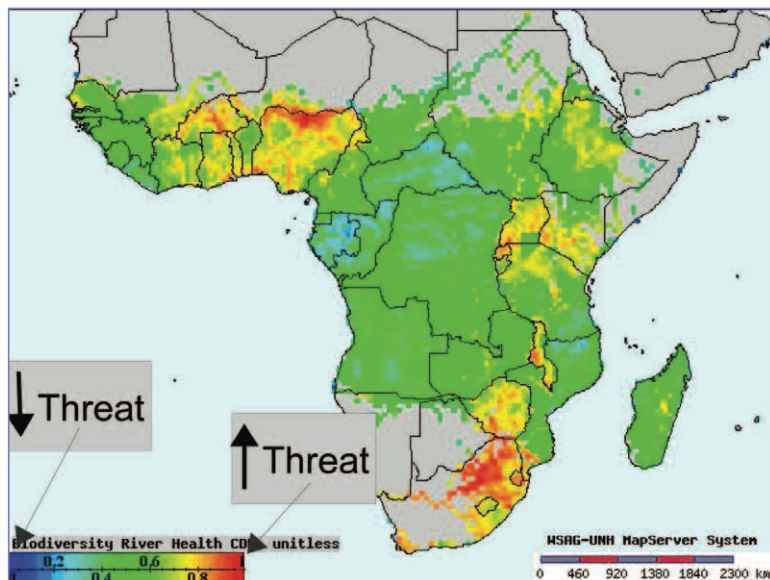 ↓ Threat
↑ Threat
Biodiversity River Health CD unitless
0.2 0.6 1
0.4 0.8
WSAG-UNH MapServer System
0 460 920 1380 1840 2300 km